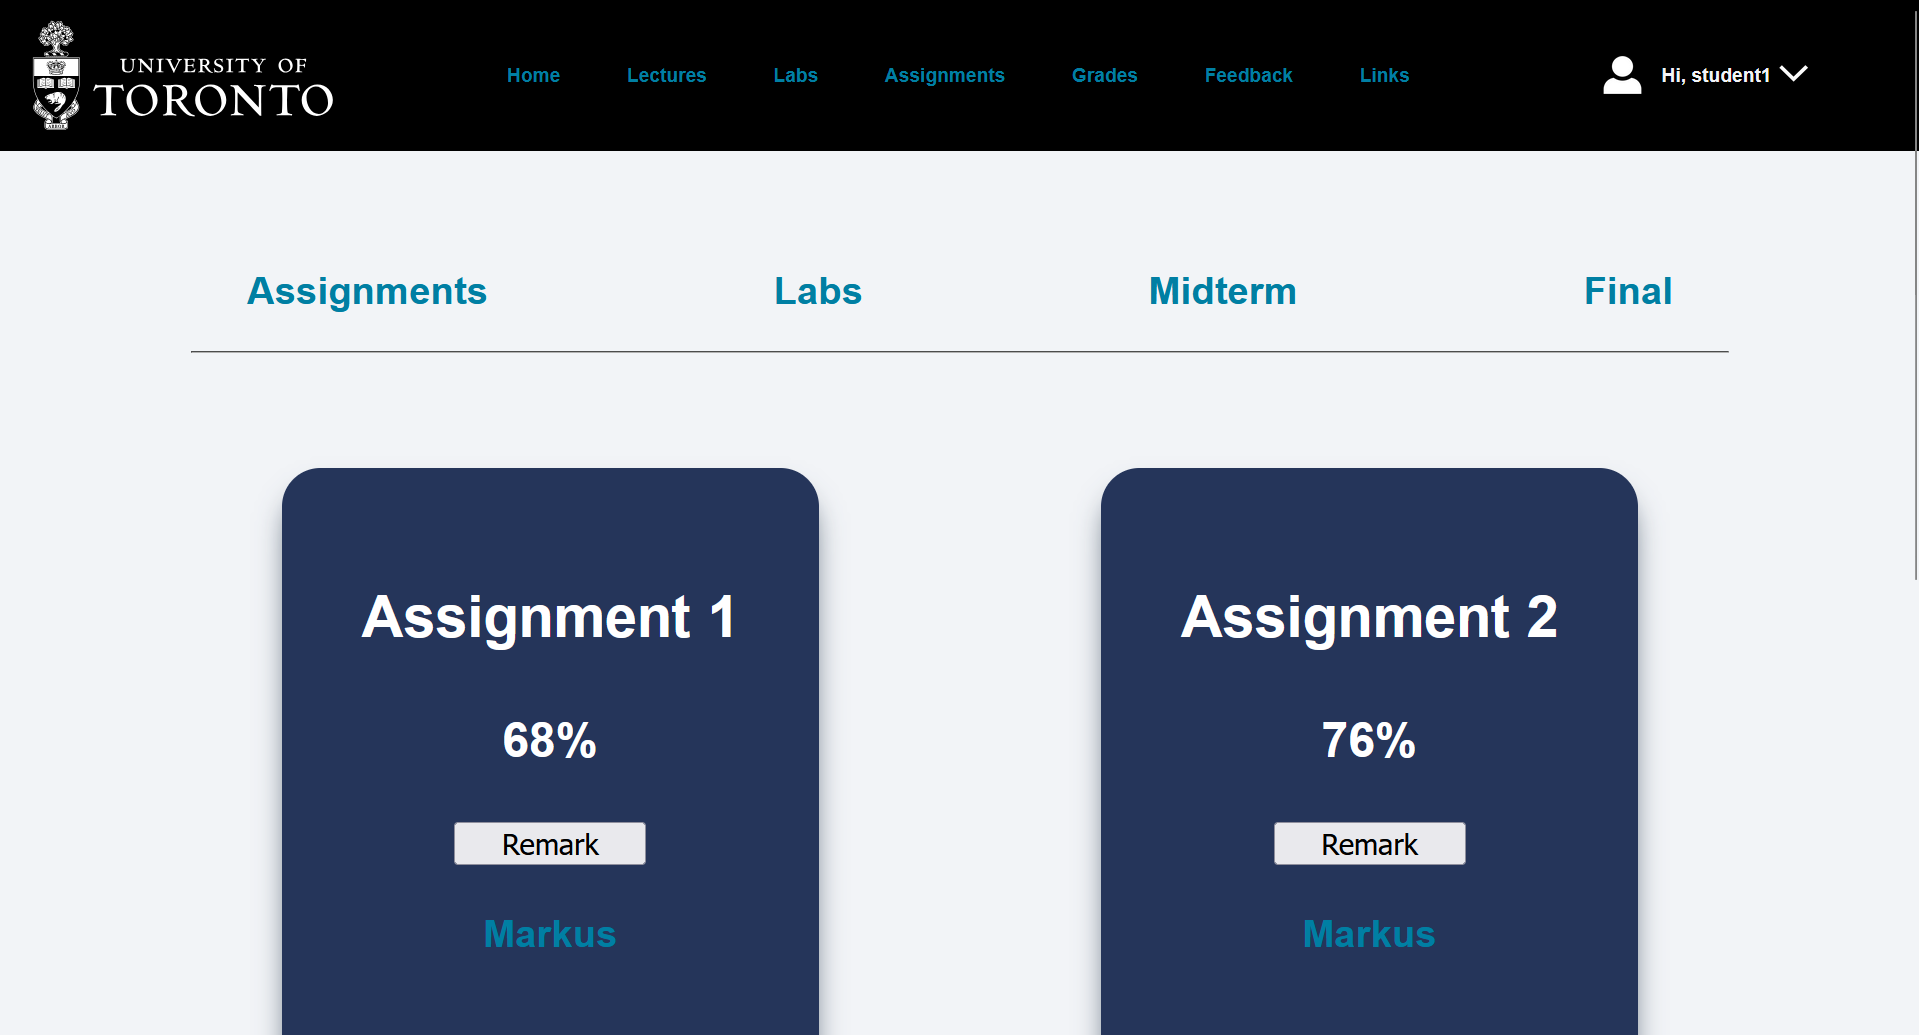 UNIVERSITY OF
TORONTO
Home Lectures Labs Assignments Grades Feedback Links
Hi, student1
Assignments Labs Midterm Final
Assignment 1
68%
Remark
Markus
Assignment 2
76%
Remark
Markus